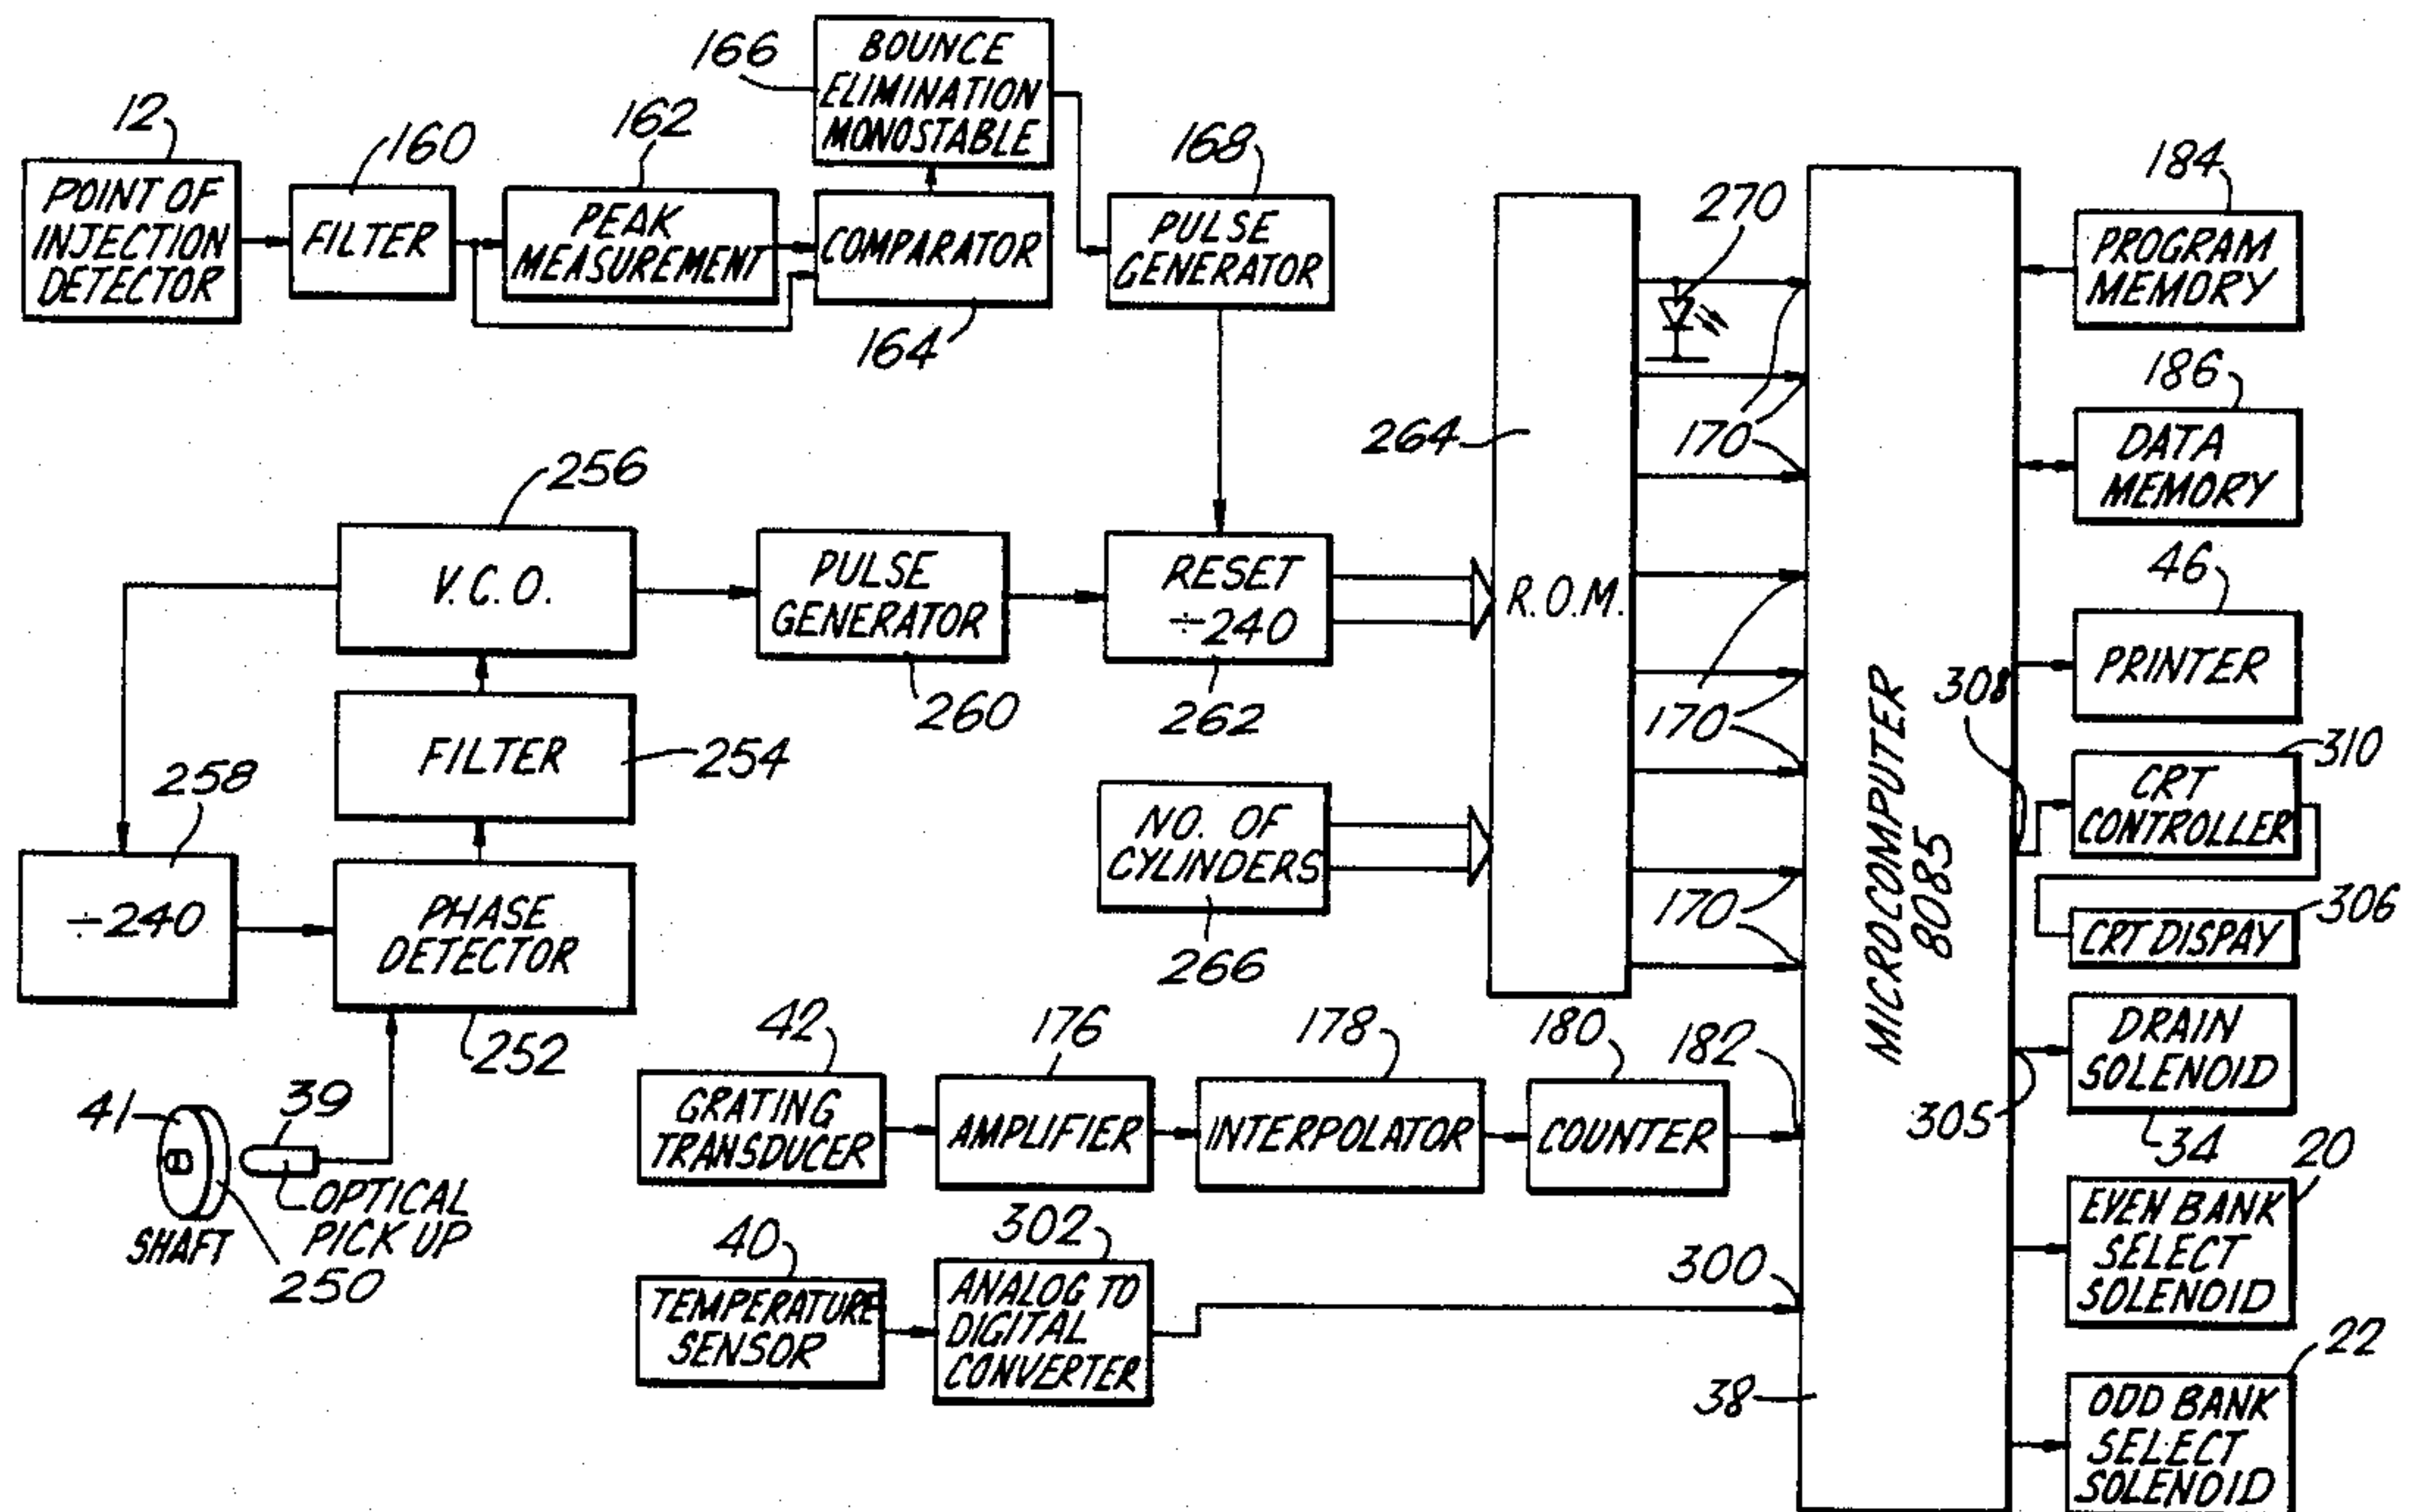 12
POINT OF
INJECTION
DETECTOR
160
FILTER
162
PEAK
MEASUREMENT
166
BOUNCE
ELIMINATION
MONOSTABLE
COMPARATOR
164
168
PULSE
GENERATOR
256
V.C.O.
PULSE
GENERATOR
260
RESET
÷240
262
FILTER
254
258
÷240
PHASE
DETECTOR
252
41
39
SHAFT
OPTICAL
PICK UP
250
NO. OF
CYLINDERS
266
264
R.O.M.
270
170
170
170
42
GRATING
TRANSDUCER
176
AMPLIFIER
178
INTERPOLATOR
180
COUNTER
182
40
TEMPERATURE
SENSOR
302
ANALOG TO
DIGITAL
CONVERTER
300
38
MICROCOMPUTER
8085
184
PROGRAM
MEMORY
186
DATA
MEMORY
46
PRINTER
308
310
CRT
CONTROLLER
306
CRT DISPAY
DRAIN
SOLENOID
305
34
20
EVEN BANK
SELECT
SOLENOID
22
ODD BANK
SELECT
SOLENOID